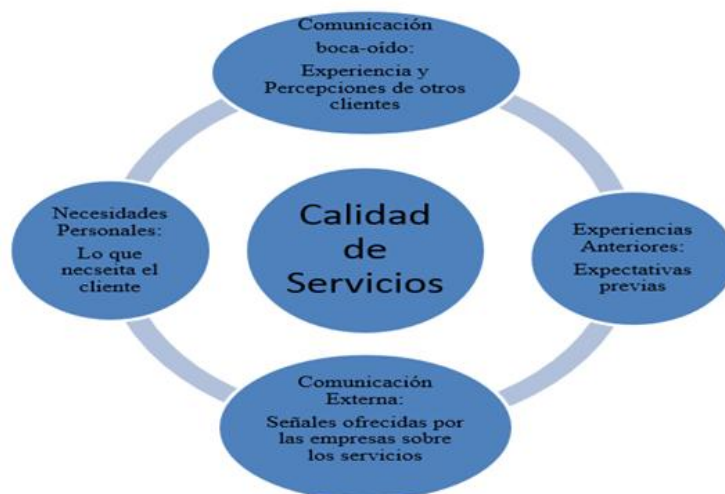 Comunicación
boca-oído:
Experiencia y
Percepciones de otros
clientes
Necesidades
Personales:
Lo que
necseita el
cliente
Calidad
de
Servicios
Experiencias
Anteriores:
Expectativas
previas
Comunicación
Externa:
Señales ofrecidas por
las empresas sobre
los servicios